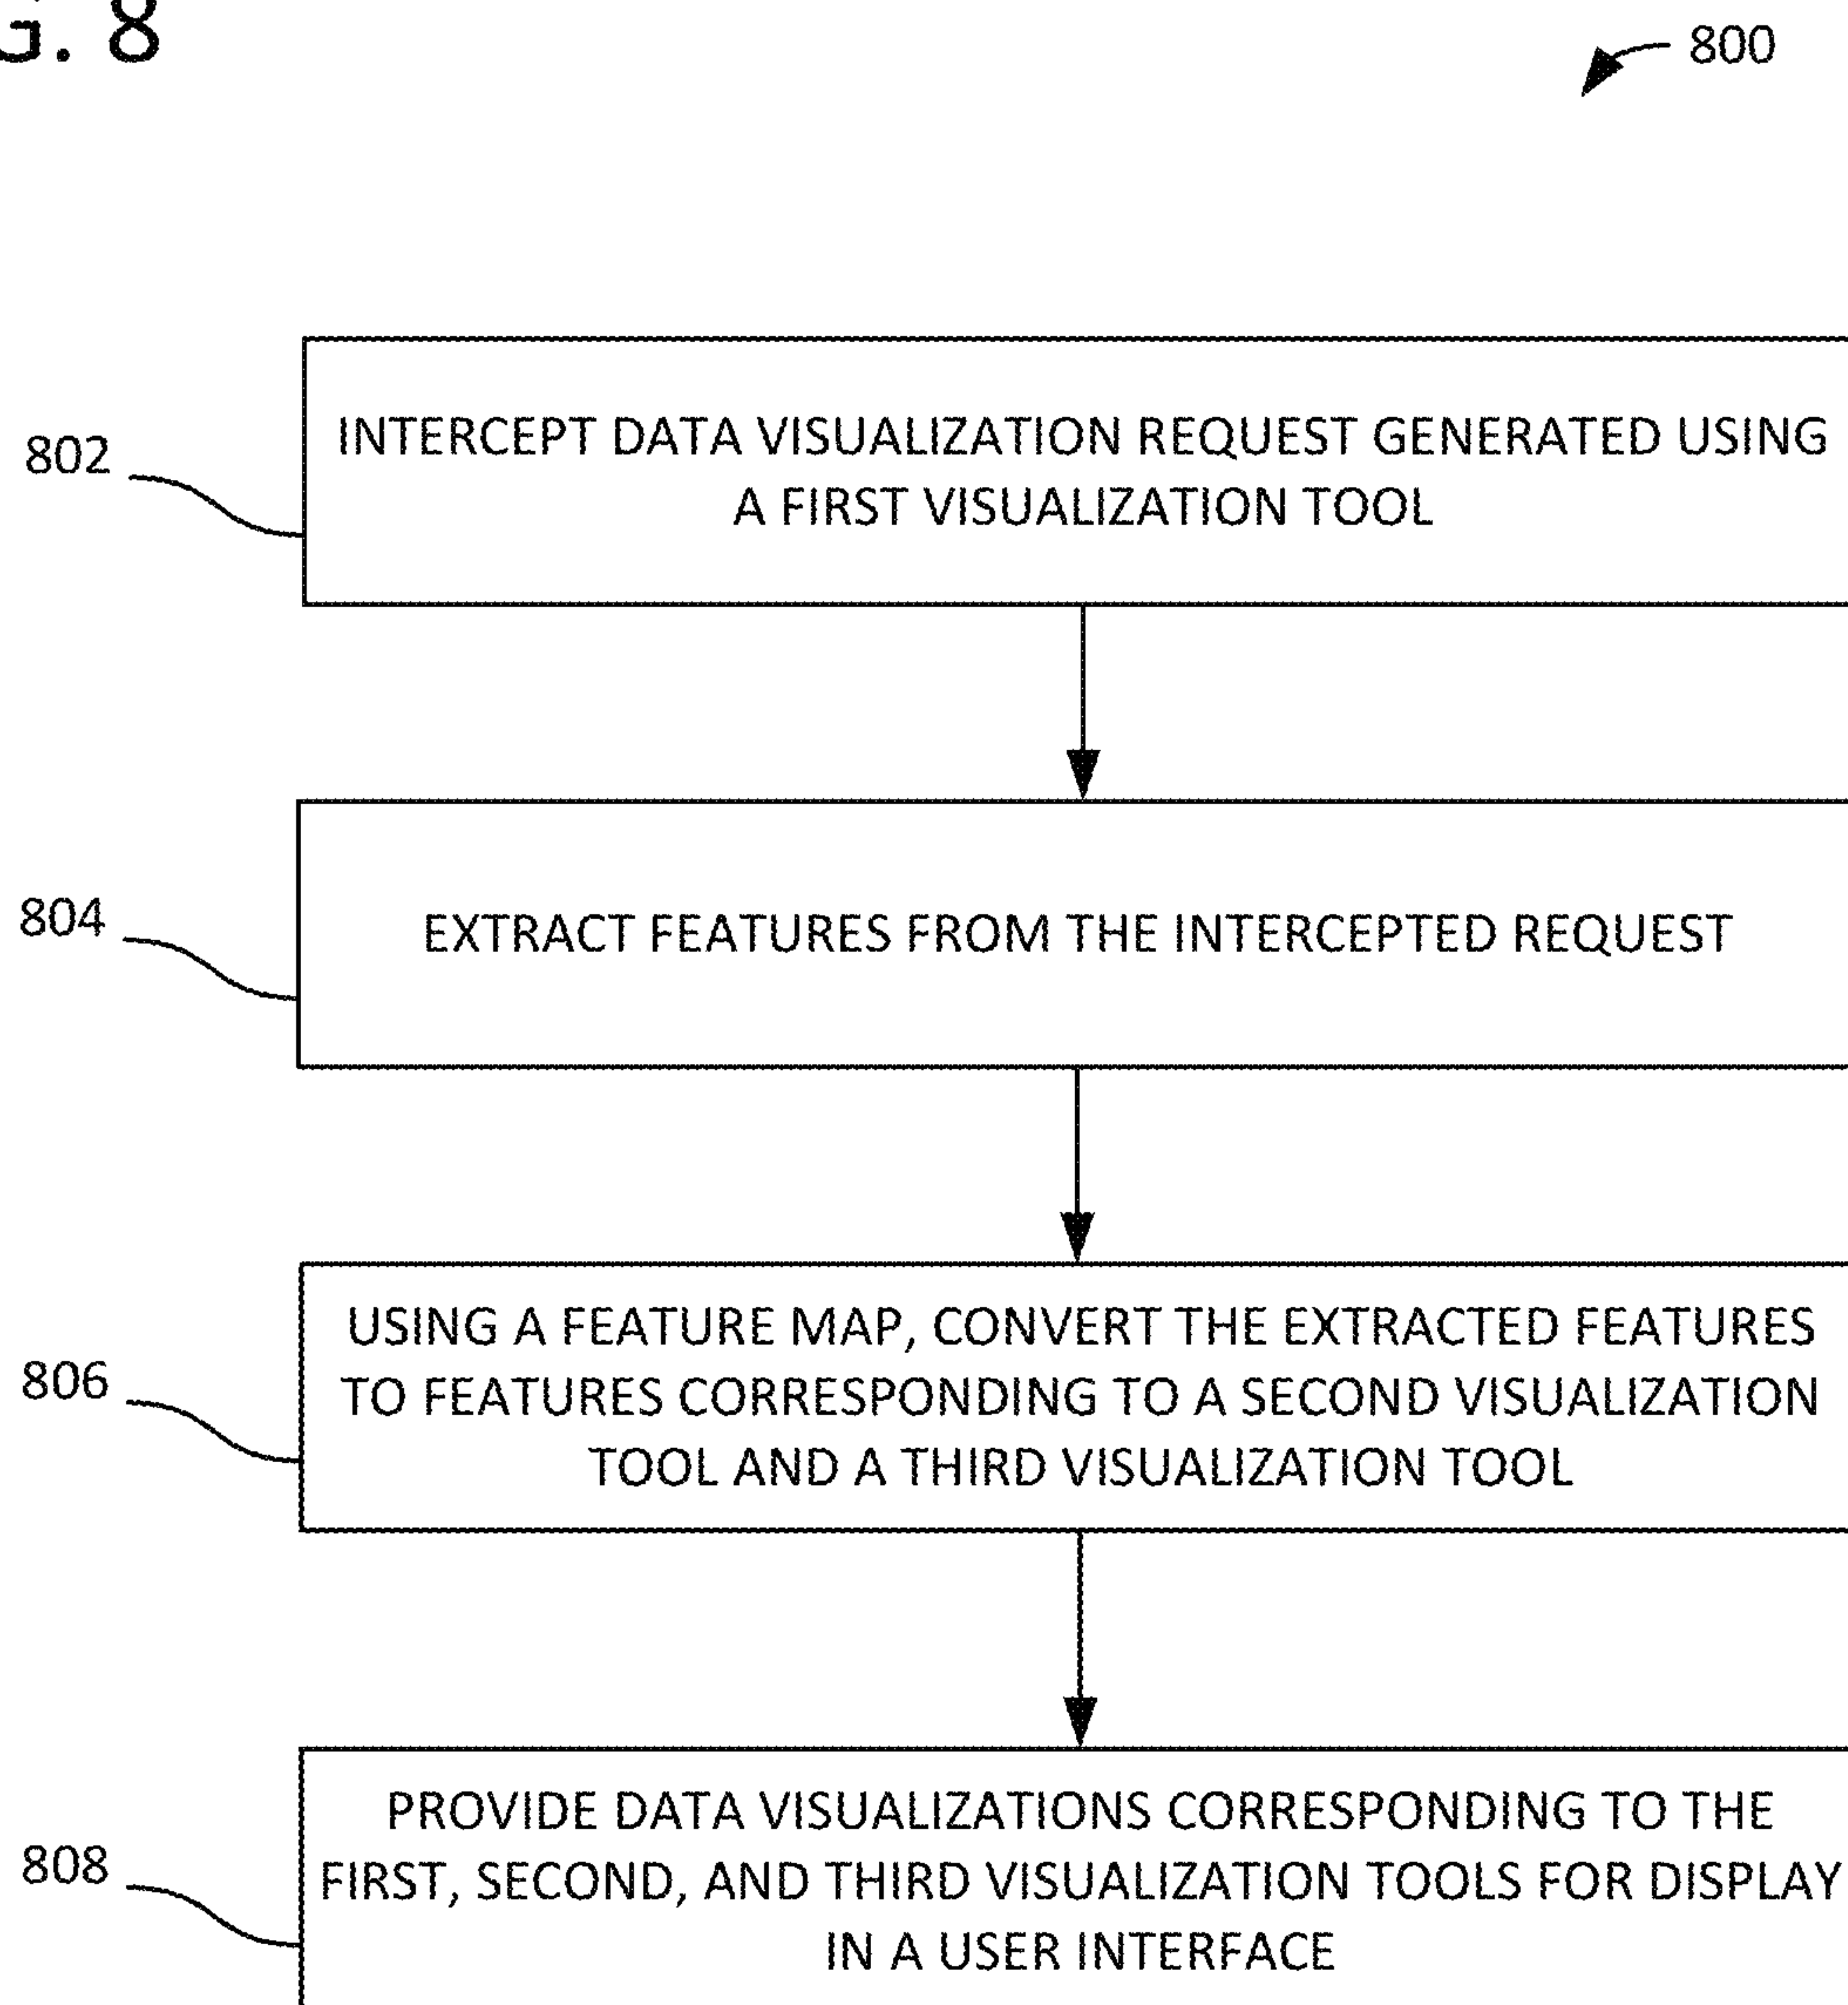 G. 8
800
802
INTERCEPT DATA VISUALIZATION REQUEST GENERATED USING
A FIRST VISUALIZATION TOOL
804
EXTRACT FEATURES FROM THE INTERCEPTED REQUEST
806
USING A FEATURE MAP, CONVERT THE EXTRACTED FEATURES
TO FEATURES CORRESPONDING TO A SECOND VISUALIZATION
TOOL AND A THIRD VISUALIZATION TOOL
808
PROVIDE DATA VISUALIZATIONS CORRESPONDING TO THE
FIRST, SECOND, AND THIRD VISUALIZATION TOOLS FOR DISPLAY
IN A USER INTERFACE